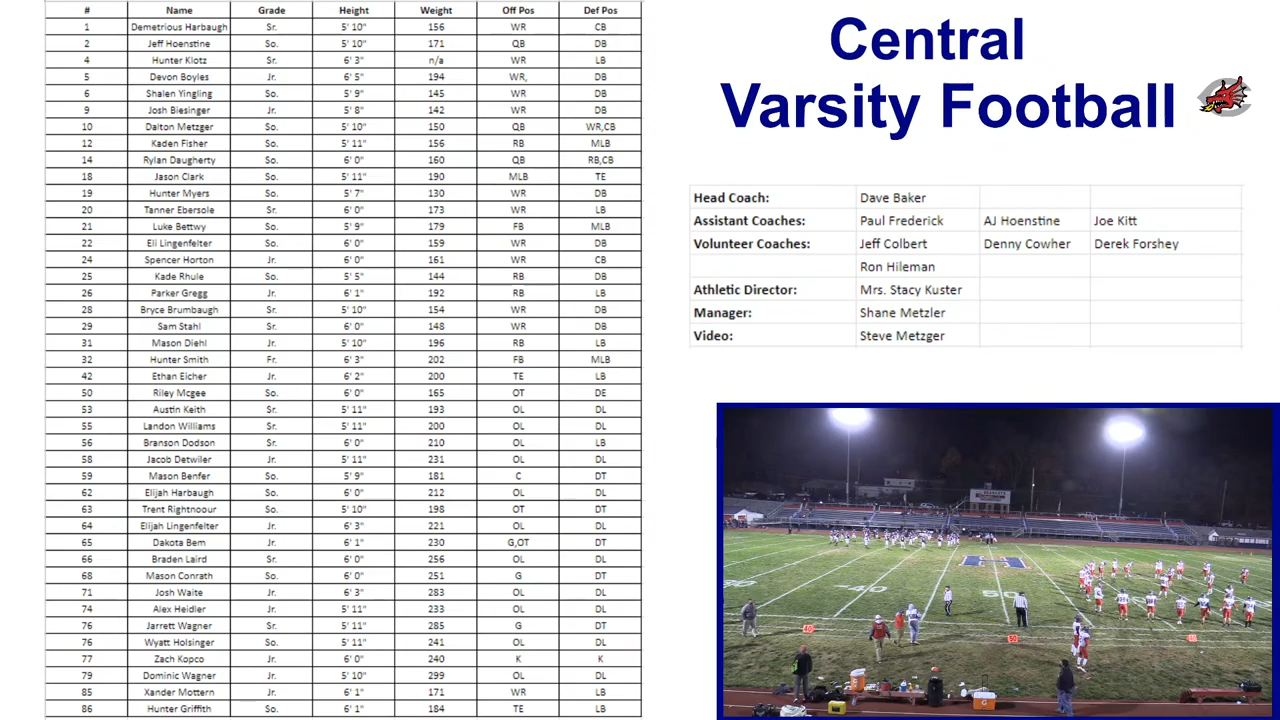 # Name Grade Height Weight Off Pos Def Pos
1 Demetrious Harbaugh Sr. 5' 10" 156 WR CB
2 Jeff Hoenstine So. 5' 10" 171 QB DB
4 Hunter Klotz Sr. 6' 3" n/a WR LB
5 Devon Boyles Jr. 6' 5" 194 WR, DB
6 Shalen Yingling So. 5' 9" 145 WR DB
9 Josh Biesinger Jr. 5' 8" 142 WR DB
10 Dalton Metzger So. 5' 10" 150 QB WR,CB
12 Kaden Fisher So. 5' 11" 156 RB MLB
14 Rylan Daugherty So. 6' 0" 160 QB RB,CB
18 Jason Clark So. 5' 11" 190 MLB TE
19 Hunter Myers So. 5' 7" 130 WR DB
20 Tanner Ebersole Sr. 6' 0" 173 WR LB
21 Luke Bettwy So. 5' 9" 179 FB MLB
22 Eli Lingenfelter So. 6' 0" 159 WR DB
24 Spencer Horton Jr. 6' 0" 161 WR CB
25 Kade Rhule So. 5' 5" 144 RB DB
26 Parker Gregg Jr. 6' 1" 192 RB LB
28 Bryce Brumbaugh Sr. 5' 10" 154 WR DB
29 Sam Stahl Sr. 6' 0" 148 WR DB
31 Mason Diehl Jr. 5' 10" 196 RB LB
32 Hunter Smith Fr. 6' 3" 202 FB MLB
42 Ethan Eicher Jr. 6' 2" 200 TE LB
50 Riley Mcgee So. 6' 0" 165 OT DE
53 Austin Keith Sr. 5' 11" 193 OL DL
55 Landon Williams Sr. 5' 11" 200 OL DL
56 Branson Dodson Sr. 6' 0" 210 OL LB
58 Jacob Detwiler Jr. 5' 11" 231 OL DL
59 Mason Benfer So. 5' 9" 181 C DT
62 Elijah Harbaugh So. 6' 0" 212 OL DL
63 Trent Rightnoour So. 5' 10" 198 OT DT
64 Elijah Lingenfelter Jr. 6' 3" 221 OL DL
65 Dakota Bem Jr. 6' 1" 230 G,OT DT
66 Braden Laird So. 6' 0" 256 OL DL
68 Mason Conrath So. 6' 0" 251 G DT
71 Josh Waite Jr. 6' 3" 283 OL DL
74 Alex Heidler Jr. 5' 11" 233 OL DL
76 Jarrett Wagner Sr. 5' 11" 285 G DT
76 Wyatt Holsinger So. 5' 11" 241 OL DL
77 Zach Kopco Jr. 6' 0" 240 K K
79 Dominic Wagner Jr. 5' 10" 299 OL DL
85 Xander Mottern Jr. 6' 1" 171 WR LB
86 Hunter Griffith So. 6' 1" 184 TE LB
Central
Varsity Football
Head Coach: Dave Baker
Assistant Coaches: Paul Frederick AJ Hoenstine Joe Kitt
Volunteer Coaches: Jeff Colbert Denny Cowher Derek Forshey
Ron Hileman
Athletic Director: Mrs. Stacy Kuster
Manager: Shane Metzler
Video: Steve Metzger
H
40 50
40 50